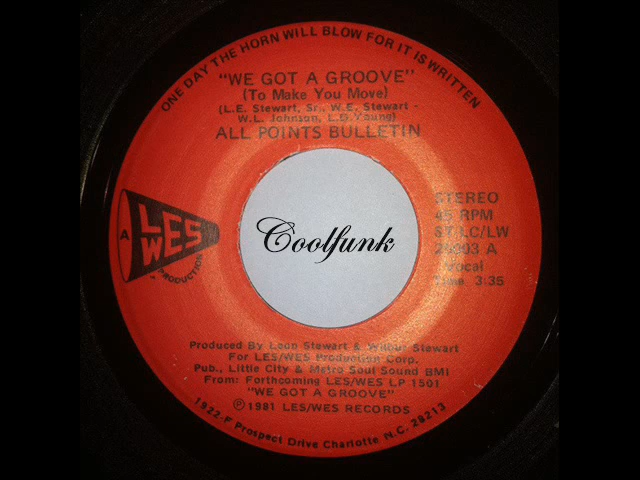 ONE DAY THE HORN WILL BLOW FOR IT IS WRITTEN
"WE GOT A GROOVE"
(To Make You Move)
(L.E. Stewart, Sr., W.E. Stewart -
W.L. Johnson, L.D. Young)
ALL POINTS BULLETIN
A LES
WES
PRODUCTION
TM
Coolfunk
STEREO
45 RPM
ST LC/LW
A
Vocal
Time 3:35
Produced By Leon Stewart & Wilbur Stewart
For LES/WES Production Corp.
Pub., Little City & Metro Soul Sound BMI
From: Forthcoming LES/WES LP 1501
"WE GOT A GROOVE"
℗1981 LES/WES RECORDS
1922-F Prospect Drive Charlotte N.C. 28213